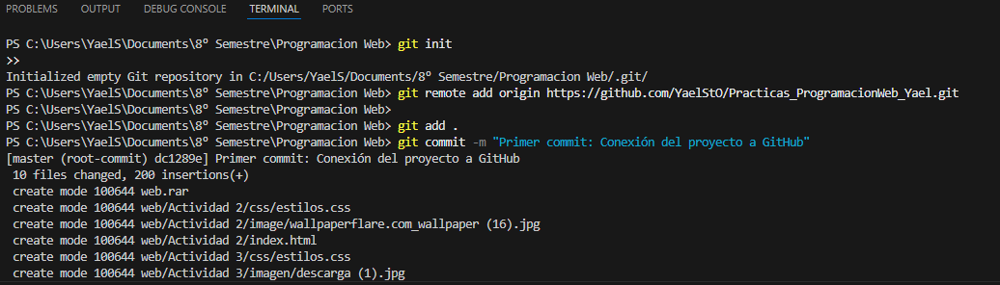 PROBLEMS OUTPUT DEBUG CONSOLE TERMINAL PORTS
PS C:\Users\YaelS\Documents\8º Semestre\Programacion Web> git init
>>
Initialized empty Git repository in C:/Users/YaelS/Documents/8º Semestre/Programacion Web/.git/
PS C:\Users\YaelS\Documents\8º Semestre\Programacion Web> git remote add origin https://github.com/YaelStO/Practicas_ProgramacionWeb_Yael.git
PS C:\Users\YaelS\Documents\8º Semestre\Programacion Web>
PS C:\Users\YaelS\Documents\8º Semestre\Programacion Web> git add .
PS C:\Users\YaelS\Documents\8º Semestre\Programacion Web> git commit -m "Primer commit: Conexión del proyecto a GitHub"
[master (root-commit) dc1289e] Primer commit: Conexión del proyecto a GitHub
10 files changed, 200 insertions(+)
create mode 100644 web.rar
create mode 100644 web/Actividad 2/css/estilos.css
create mode 100644 web/Actividad 2/image/wallpaperflare.com_wallpaper (16).jpg
create mode 100644 web/Actividad 2/index.html
create mode 100644 web/Actividad 3/css/estilos.css
create mode 100644 web/Actividad 3/imagen/descarga (1).jpg